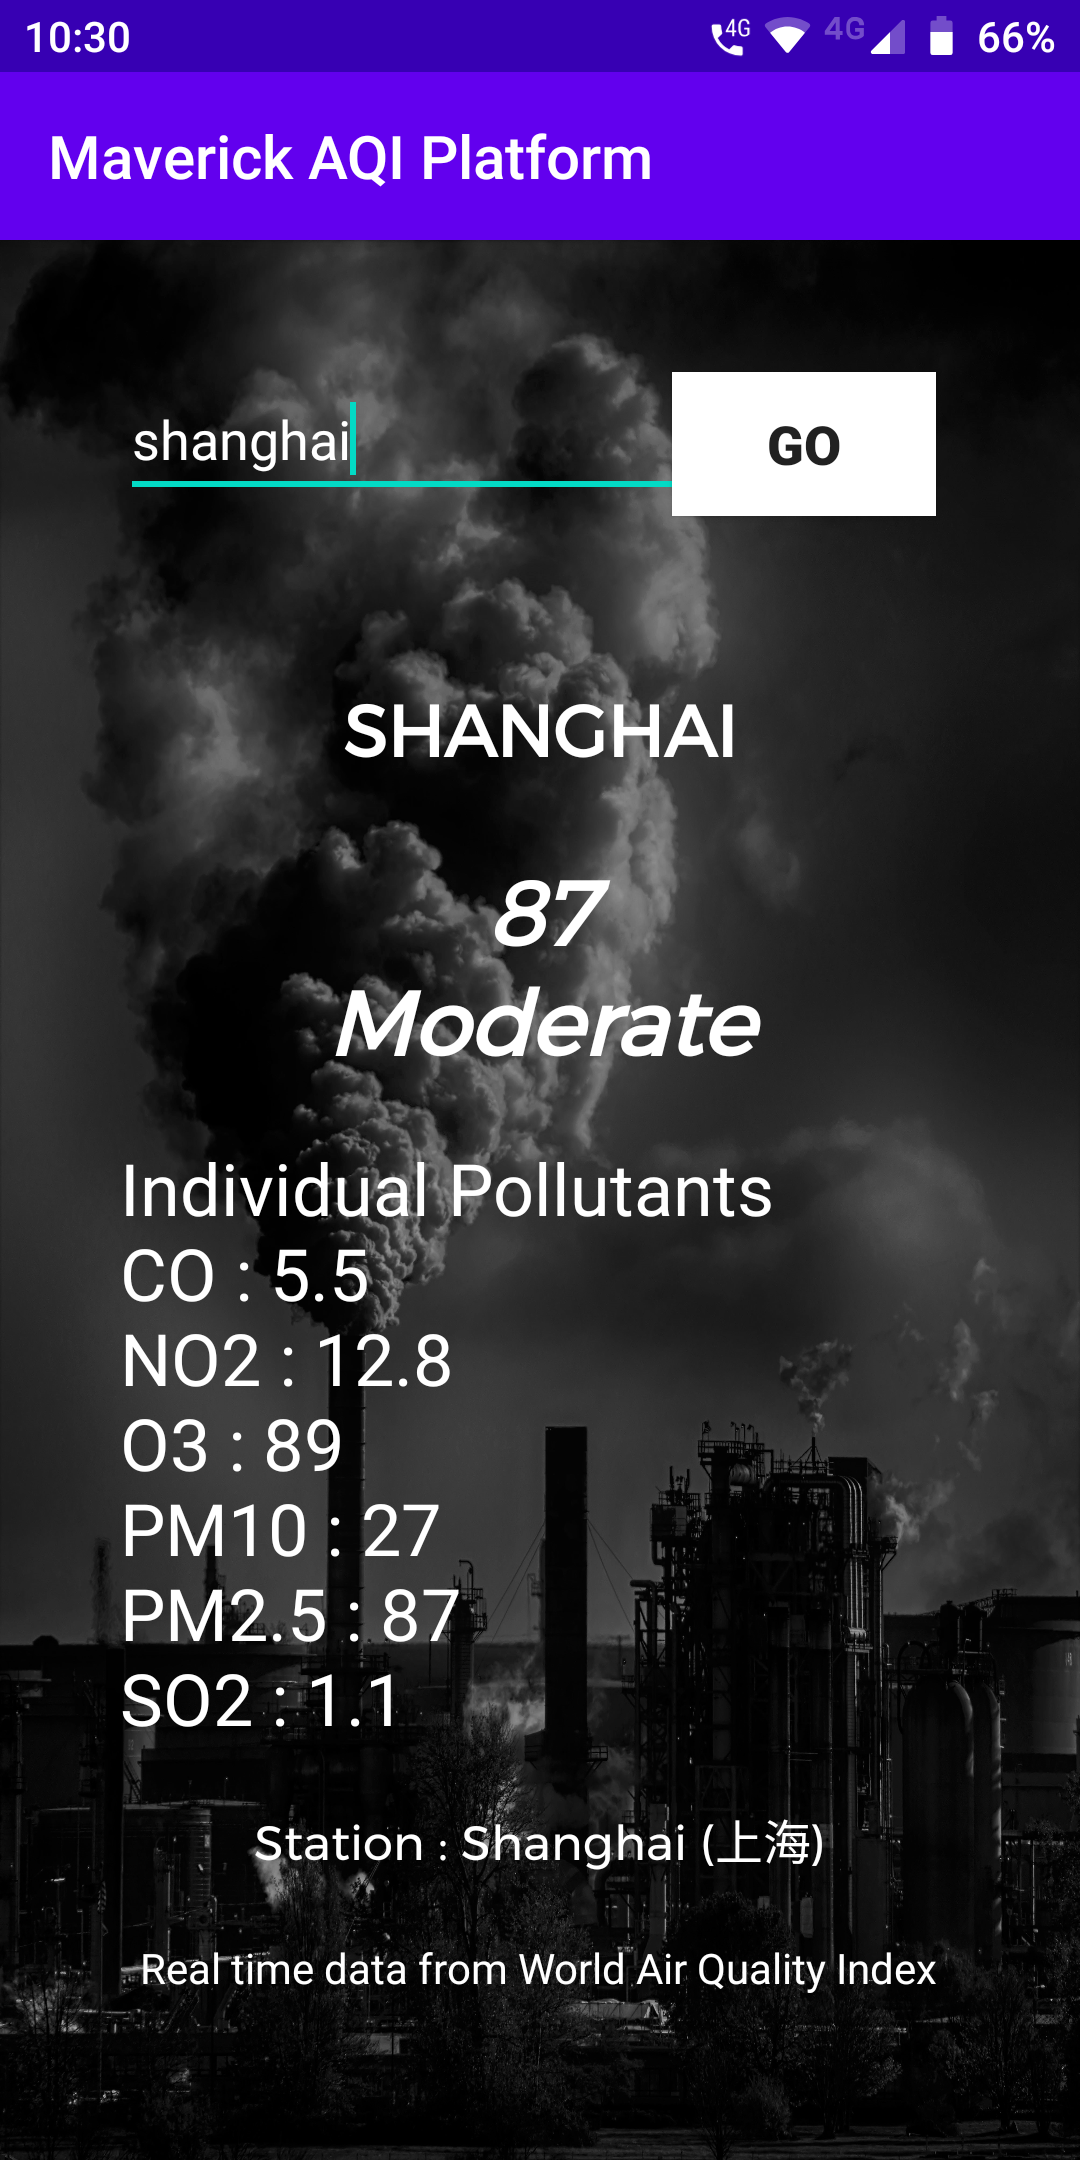 10:30 4G 4G 66%
Maverick AQI Platform
shanghai GO
SHANGHAI
87
Moderate
Individual Pollutants
CO : 5.5
NO2 : 12.8
O3 : 89
PM10 : 27
PM2.5 : 87
SO2 : 1.1
Station : Shanghai (上海)
Real time data from World Air Quality Index